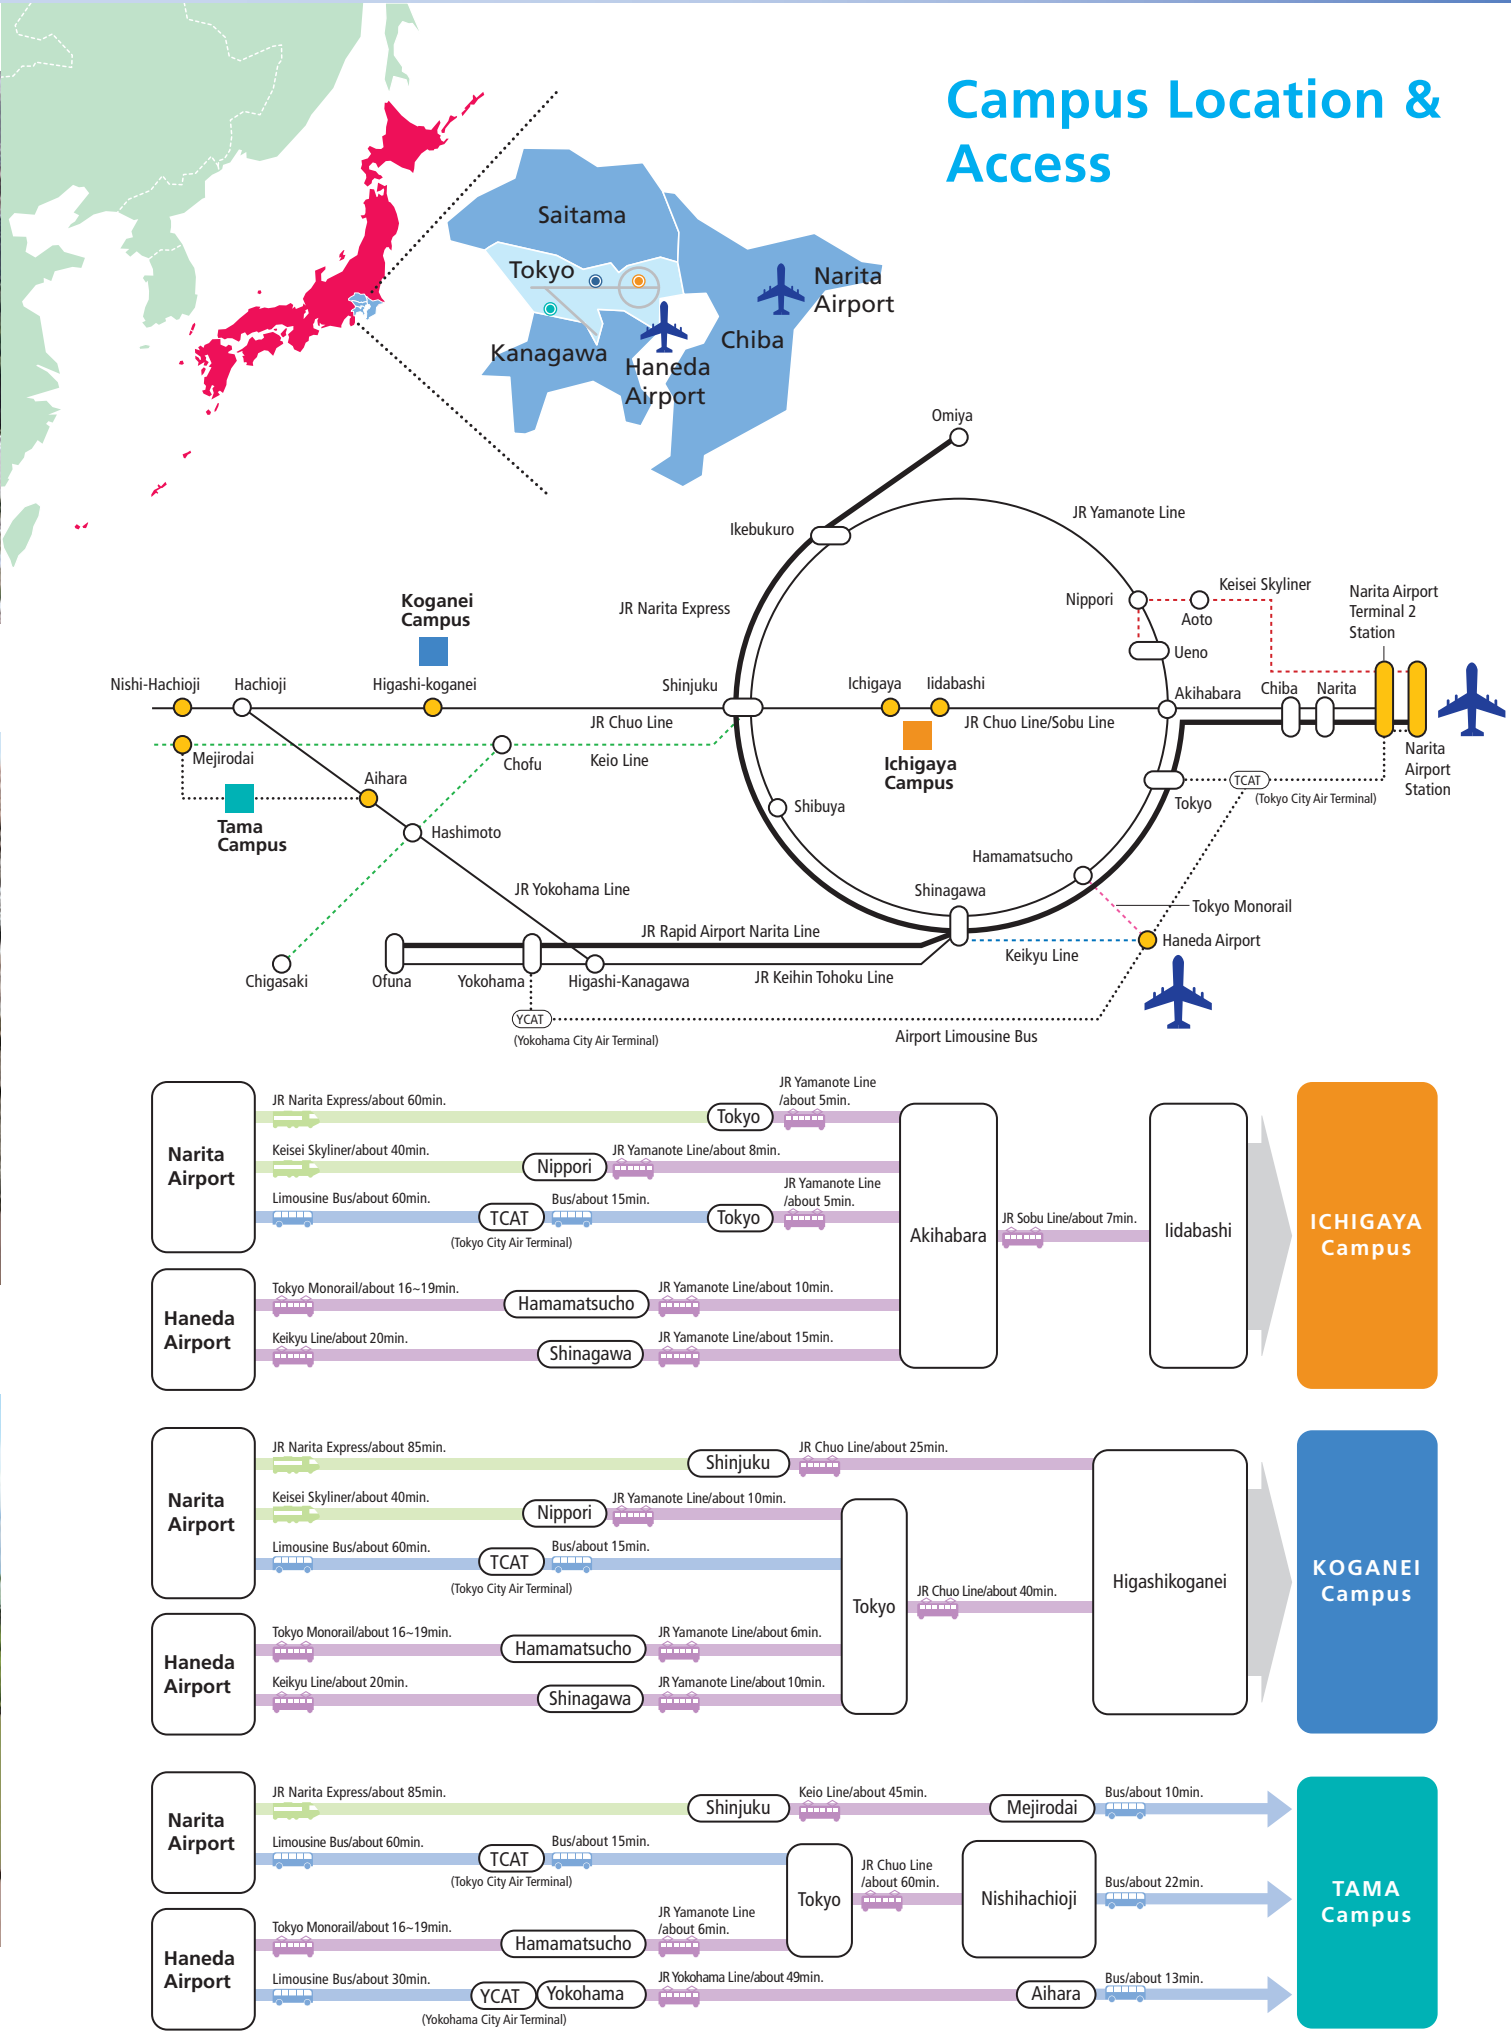 Campus Location &
Access
Saitama
Tokyo
Narita
Airport
Chiba
Kanagawa
Haneda
Airport
Omiya
JR Yamanote Line
Ikebukuro
Keisei Skyliner
Narita Airport
Terminal 2
Station
Koganei
Campus
JR Narita Express
Nippori
Aoto
Ueno
Nishi-Hachioji
Hachioji
Higashi-koganei
Shinjuku
Ichigaya
Iidabashi
Akihabara
Chiba
Narita
JR Chuo Line
JR Chuo Line/Sobu Line
Mejirodai
Chofu
Keio Line
Ichigaya
Campus
Narita
Airport
Station
Aihara
TCAT
(Tokyo City Air Terminal)
Tokyo
Shibuya
Tama
Campus
Hashimoto
Hamamatsucho
JR Yokohama Line
Shinagawa
Tokyo Monorail
JR Rapid Airport Narita Line
Haneda Airport
Keikyu Line
Chigasaki
Ofuna
Yokohama
Higashi-Kanagawa
JR Keihin Tohoku Line
YCAT
(Yokohama City Air Terminal)
Airport Limousine Bus
Narita
Airport
JR Narita Express/about 60min.
Tokyo
JR Yamanote Line
/about 5min.
Keisei Skyliner/about 40min.
Nippori
JR Yamanote Line/about 8min.
Limousine Bus/about 60min.
TCAT
(Tokyo City Air Terminal)
Bus/about 15min.
Tokyo
JR Yamanote Line
/about 5min.
Akihabara
JR Sobu Line/about 7min.
Iidabashi
ICHIGAYA
Campus
Haneda
Airport
Tokyo Monorail/about 16~19min.
Hamamatsucho
JR Yamanote Line/about 10min.
Keikyu Line/about 20min.
Shinagawa
JR Yamanote Line/about 15min.
Narita
Airport
JR Narita Express/about 85min.
Shinjuku
JR Chuo Line/about 25min.
Keisei Skyliner/about 40min.
Nippori
JR Yamanote Line/about 10min.
Limousine Bus/about 60min.
TCAT
(Tokyo City Air Terminal)
Bus/about 15min.
Tokyo
JR Chuo Line/about 40min.
Higashikoganei
KOGANEI
Campus
Haneda
Airport
Tokyo Monorail/about 16~19min.
Hamamatsucho
JR Yamanote Line/about 6min.
Keikyu Line/about 20min.
Shinagawa
JR Yamanote Line/about 10min.
Narita
Airport
JR Narita Express/about 85min.
Shinjuku
Keio Line/about 45min.
Mejirodai
Bus/about 10min.
Limousine Bus/about 60min.
TCAT
(Tokyo City Air Terminal)
Bus/about 15min.
Tokyo
JR Chuo Line
/about 60min.
Nishihachioji
Bus/about 22min.
TAMA
Campus
Haneda
Airport
Tokyo Monorail/about 16~19min.
Hamamatsucho
JR Yamanote Line
/about 6min.
Limousine Bus/about 30min.
YCAT
(Yokohama City Air Terminal)
Yokohama
JR Yokohama Line/about 49min.
Aihara
Bus/about 13min.